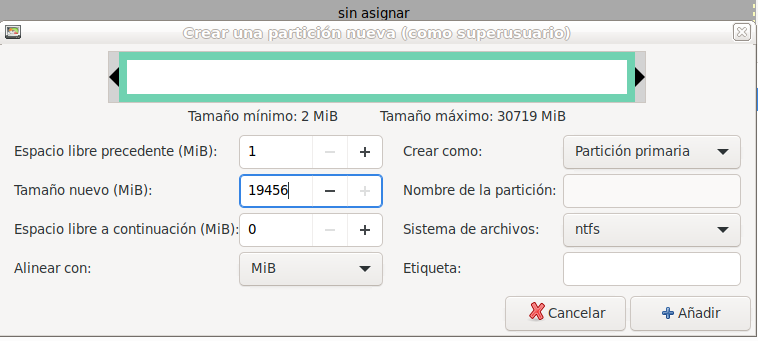 sin asignar
Crear una partición nueva (como superusuario)
Tamaño mínimo: 2 MiB Tamaño máximo: 30719 MiB
Espacio libre precedente (MiB): 1 Crear como: Partición primaria
Tamaño nuevo (MiB): 19456 Nombre de la partición:
Espacio libre a continuación (MiB): 0 Sistema de archivos: ntfs
Alinear con: MiB Etiqueta:
Cancelar Añadir